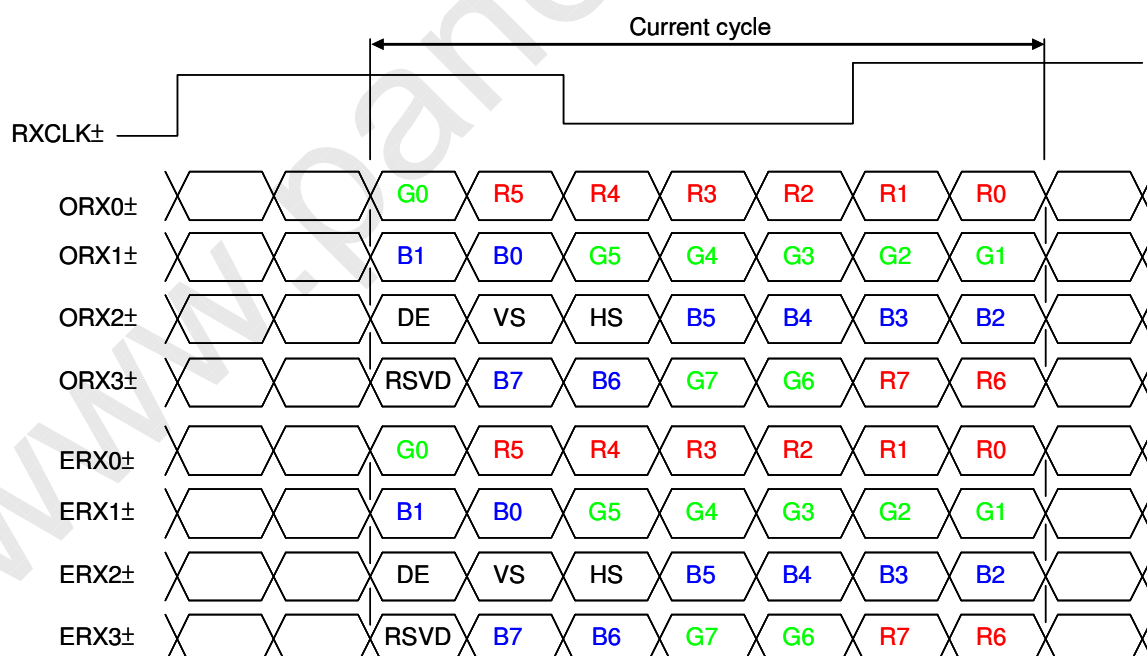 Current cycle
RXCLK±
ORX0± G0 R5 R4 R3 R2 R1 R0
ORX1± B1 B0 G5 G4 G3 G2 G1
ORX2± DE VS HS B5 B4 B3 B2
ORX3± RSVD B7 B6 G7 G6 R7 R6
ERX0± G0 R5 R4 R3 R2 R1 R0
ERX1± B1 B0 G5 G4 G3 G2 G1
ERX2± DE VS HS B5 B4 B3 B2
ERX3± RSVD B7 B6 G7 G6 R7 R6
www.pan